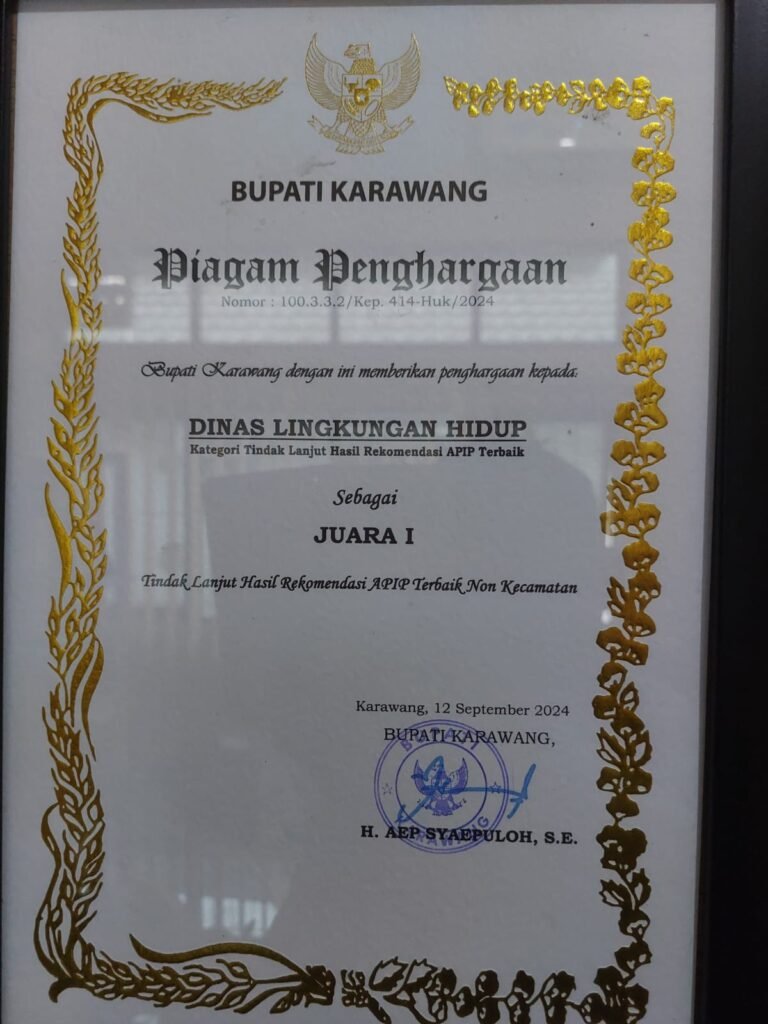 BUPATI KARAWANG
Piagam Penghargaan
Nomor : 100.3.3.2/Kep. 414-Huk/2024
Bupati Karawang dengan ini memberikan penghargaan kepada:
DINAS LINGKUNGAN HIDUP
Kategori Tindak Lanjut Hasil Rekomendasi APIP Terbaik
Sebagai
JUARA I
Tindak Lanjut Hasil Rekomendasi APIP Terbaik Non Kecamatan
Karawang, 12 September 2024
BUPATI KARAWANG,
BUPATI
KARAWANG
H. AEP SYAEPULOH, S.E.